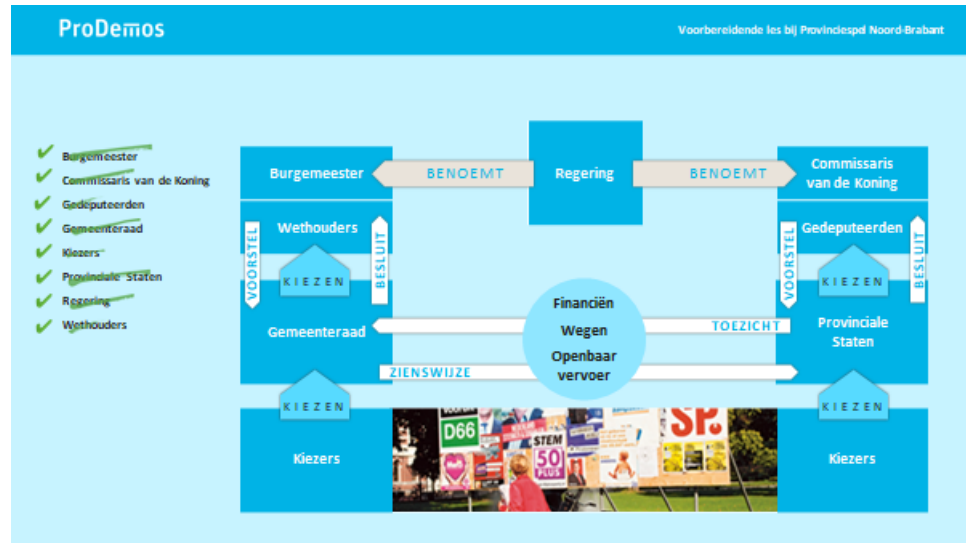 ProDemos
Voorbereidende les bij Provinciespel Noord-Brabant
Burgemeester
Commissaris van de Koning
Gedeputeerden
Gemeenteraad
Kiezers
Provinciale Staten
Regering
Wethouders
Burgemeester
BENOEMT
Regering
BENOEMT
Commissaris
van de Koning
Wethouders
Gedeputeerden
VOORSTEL
BESLUIT
VOORSTEL
BESLUIT
KIEZEN
KIEZEN
Financiën
Wegen
Openbaar
vervoer
Gemeenteraad
TOEZICHT
Provinciale
Staten
ZIENSWIJZE
KIEZEN
KIEZEN
Kiezers
D66
STEM
50
PLUS
SP.
Kiezers